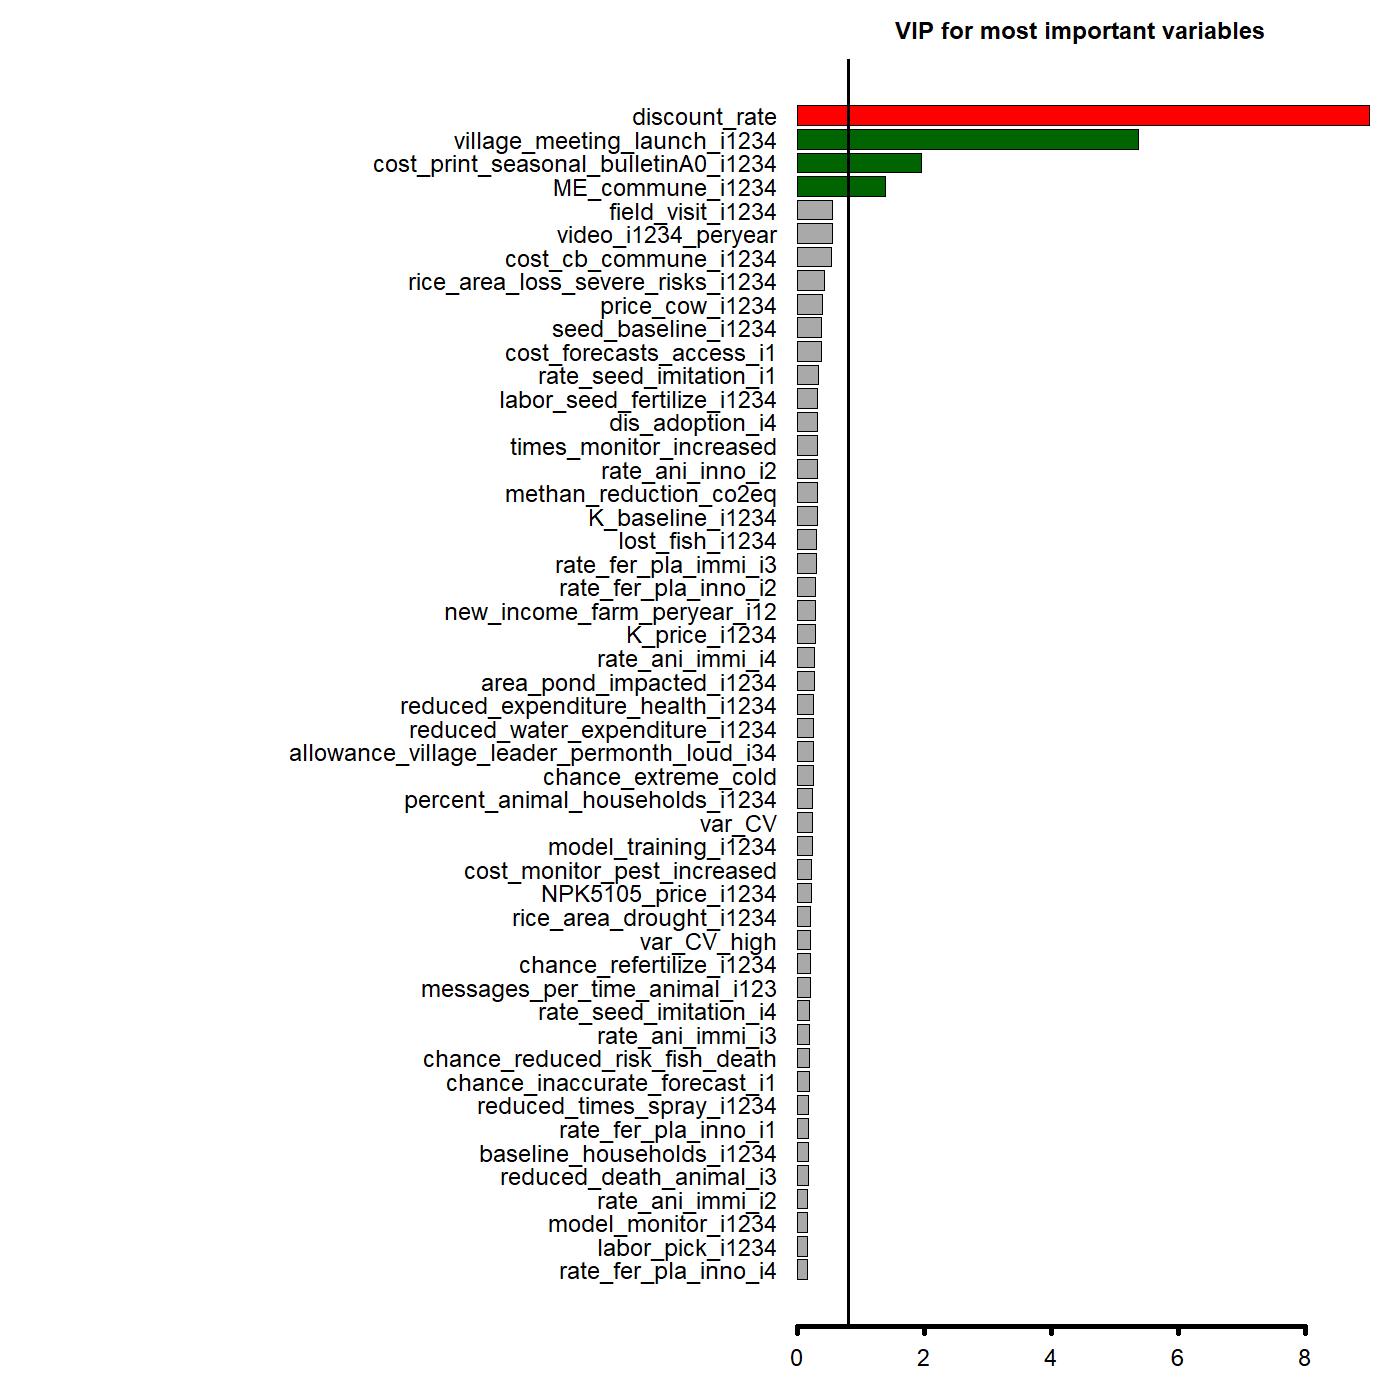 VIP for most important variables
discount_rate
village_meeting_launch_i1234
cost_print_seasonal_bulletinA0_i1234
ME_commune_i1234
field_visit_i1234
video_i1234_peryear
cost_cb_commune_i1234
rice_area_loss_severe_risks_i1234
price_cow_i1234
seed_baseline_i1234
cost_forecasts_access_i1
rate_seed_imitation_i1
labor_seed_fertilize_i1234
dis_adoption_i4
times_monitor_increased
rate_ani_inno_i2
methan_reduction_co2eq
K_baseline_i1234
lost_fish_i1234
rate_fer_pla_immi_i3
rate_fer_pla_inno_i2
new_income_farm_peryear_i12
K_price_i1234
rate_ani_immi_i4
area_pond_impacted_i1234
reduced_expenditure_health_i1234
reduced_water_expenditure_i1234
allowance_village_leader_permonth_loud_i34
chance_extreme_cold
percent_animal_households_i1234
var_CV
model_training_i1234
cost_monitor_pest_increased
NPK5105_price_i1234
rice_area_drought_i1234
var_CV_high
chance_refertilize_i1234
messages_per_time_animal_i123
rate_seed_imitation_i4
rate_ani_immi_i3
chance_reduced_risk_fish_death
chance_inaccurate_forecast_i1
reduced_times_spray_i1234
rate_fer_pla_inno_i1
baseline_households_i1234
reduced_death_animal_i3
rate_ani_immi_i2
model_monitor_i1234
labor_pick_i1234
rate_fer_pla_inno_i4
0 2 4 6 8